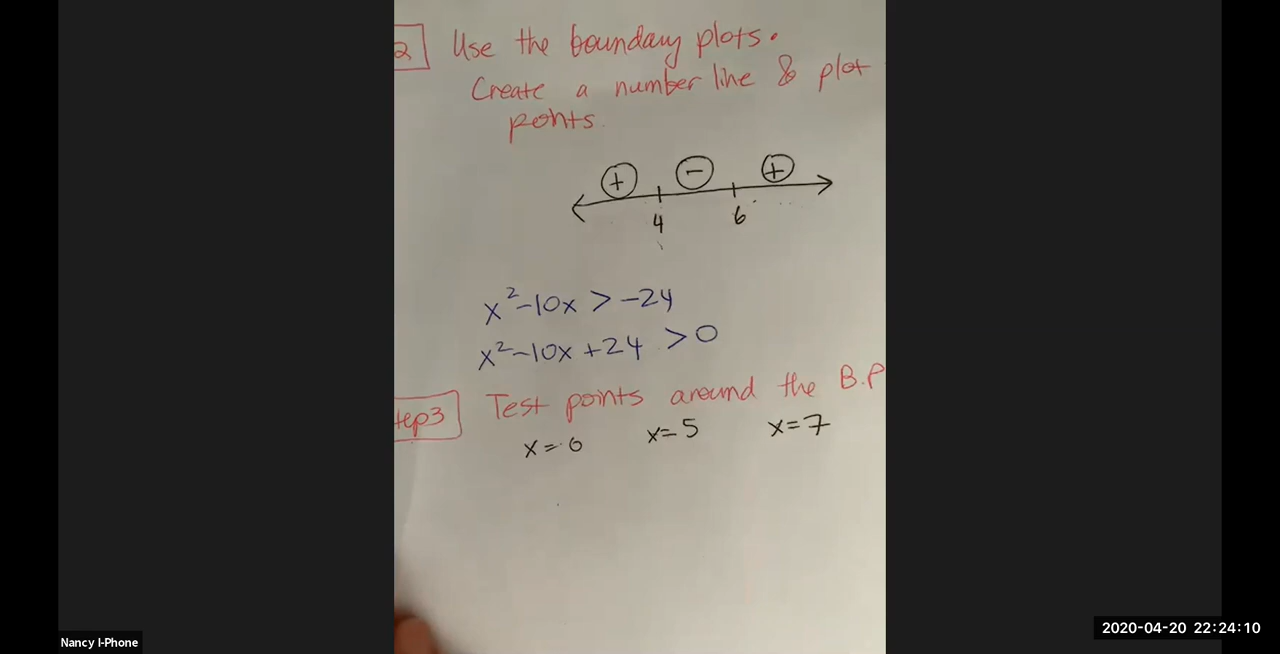 2 Use the boundary plots.
Create a number line & plot
points.
+ - +
4 6
x²-10x > -24
x²-10x +24 > 0
tep3 Test points around the B.P
x=0 x=5 x=7
Nancy I-Phone
2020-04-20 22:24:10